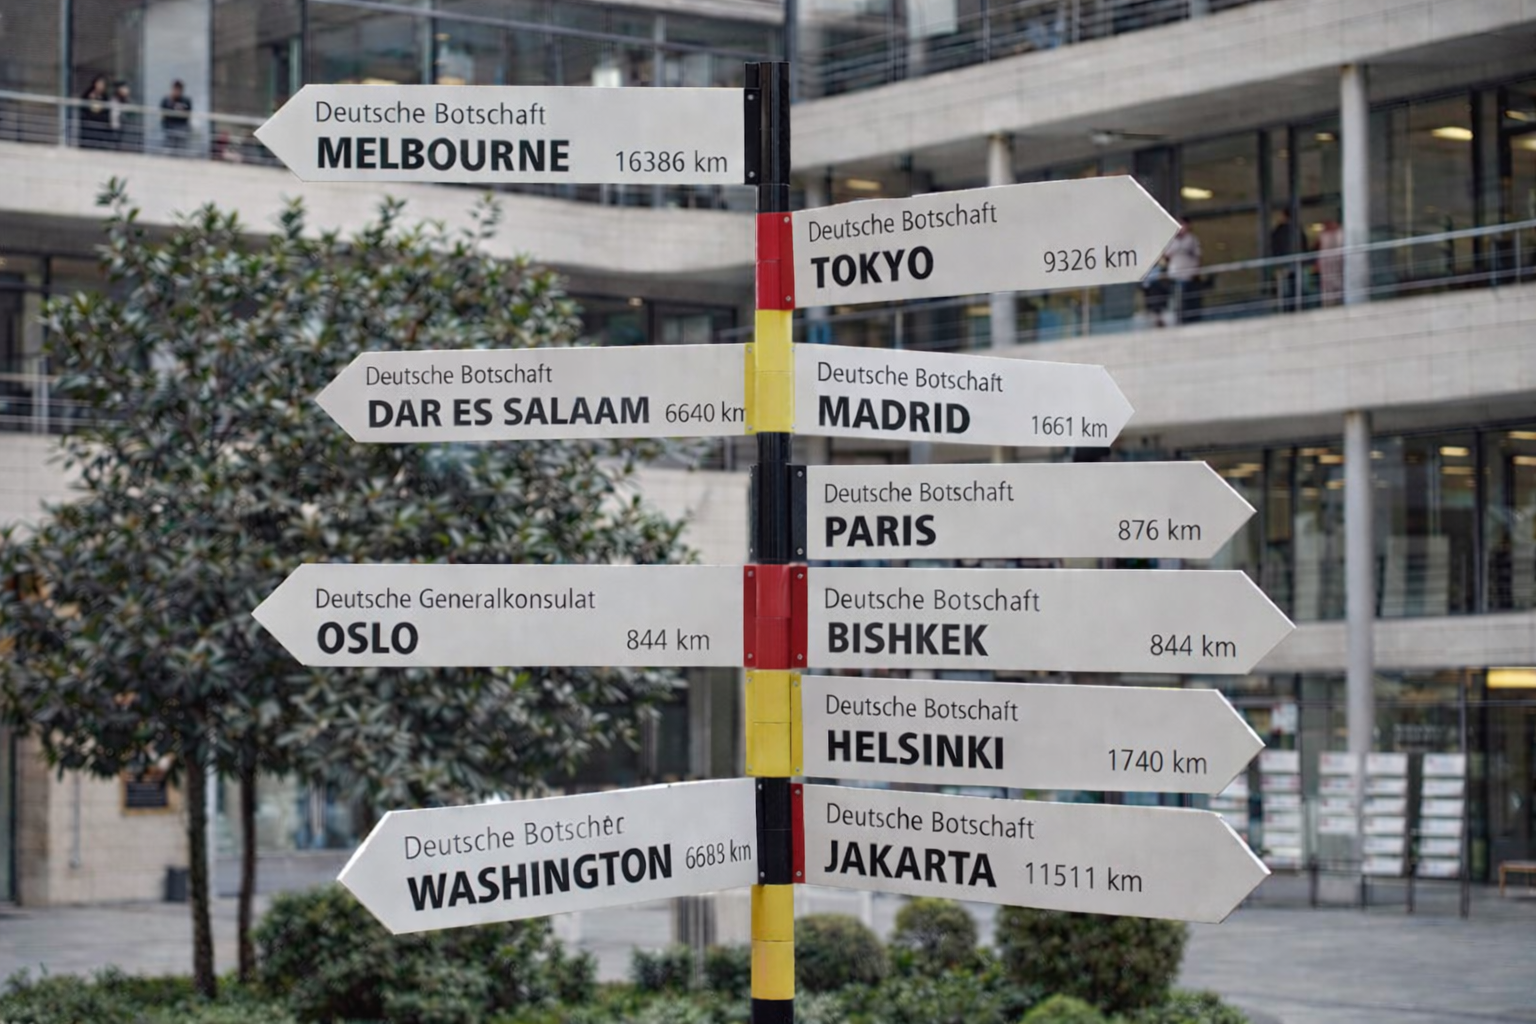 Deutsche Botschaft
MELBOURNE 16386 km
Deutsche Botschaft
TOKYO 9326 km
Deutsche Botschaft
DAR ES SALAAM 6640 km
Deutsche Botschaft
MADRID 1661 km
Deutsche Botschaft
PARIS 876 km
Deutsche Generalkonsulat
OSLO 844 km
Deutsche Botschaft
BISHKEK 844 km
Deutsche Botschaft
HELSINKI 1740 km
Deutsche Botscher
WASHINGTON 6683 km
Deutsche Botschaft
JAKARTA 11511 km